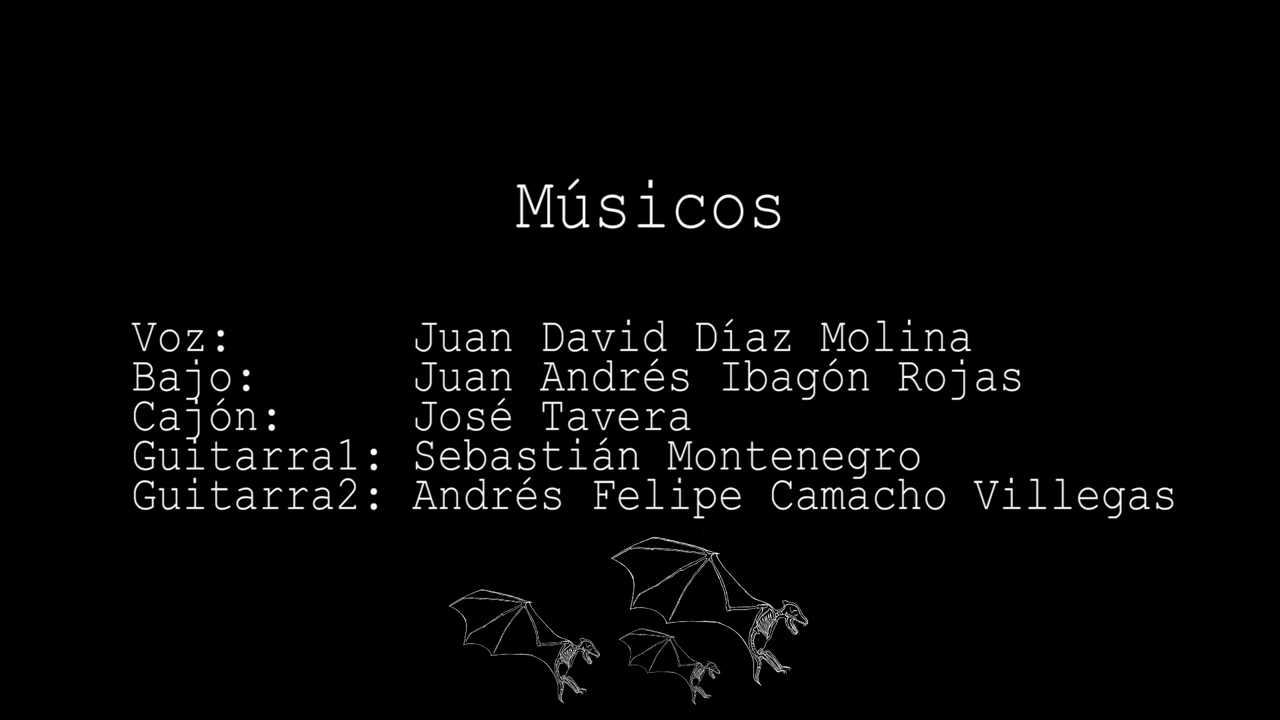 Músicos
Voz: Juan David Díaz Molina
Bajo: Juan Andrés Ibagón Rojas
Cajón: José Tavera
Guitarra1: Sebastián Montenegro
Guitarra2: Andrés Felipe Camacho Villegas